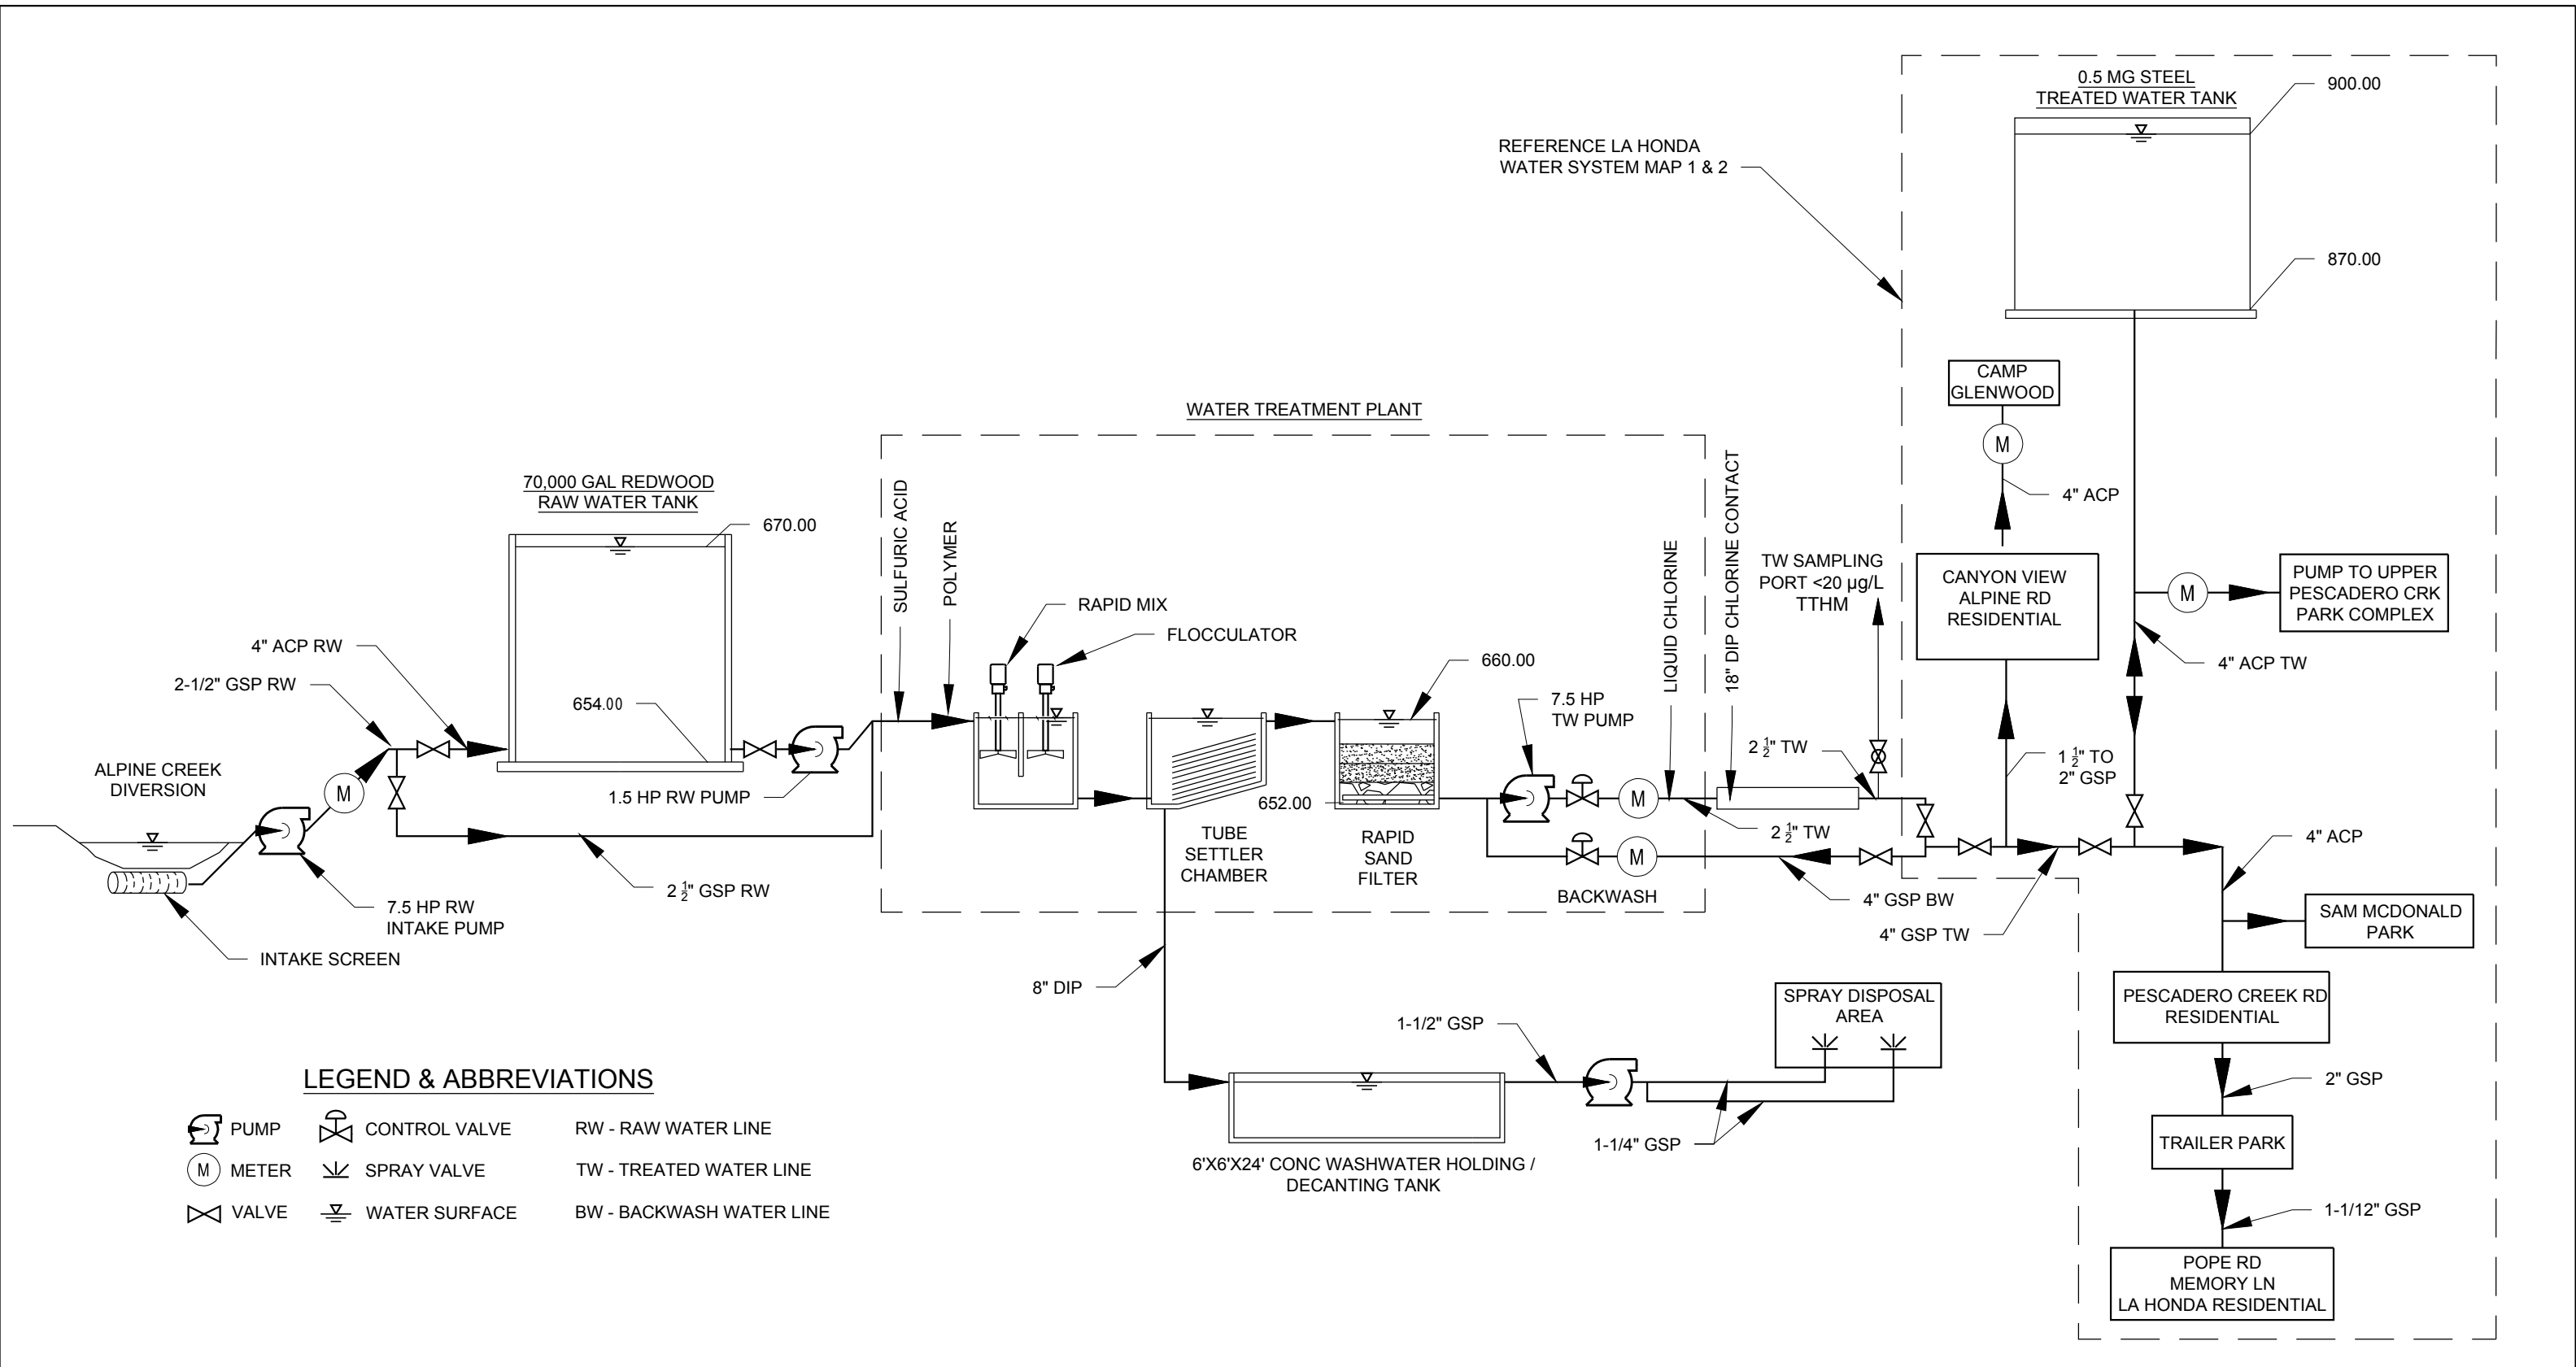 0.5 MG STEEL
TREATED WATER TANK
900.00
870.00
REFERENCE LA HONDA
WATER SYSTEM MAP 1 & 2
CAMP
GLENWOOD
M
4" ACP
CANYON VIEW
ALPINE RD
RESIDENTIAL
M
PUMP TO UPPER
PESCADERO CRK
PARK COMPLEX
4" ACP TW
1 1/2" TO
2" GSP
4" ACP
SAM MCDONALD
PARK
PESCADERO CREEK RD
RESIDENTIAL
2" GSP
TRAILER PARK
1-1/12" GSP
POPE RD
MEMORY LN
LA HONDA RESIDENTIAL
WATER TREATMENT PLANT
SULFURIC ACID
POLYMER
RAPID MIX
FLOCCULATOR
660.00
652.00
TUBE
SETTLER
CHAMBER
RAPID
SAND
FILTER
7.5 HP
TW PUMP
LIQUID CHLORINE
18" DIP CHLORINE CONTACT
M
M
BACKWASH
TW SAMPLING
PORT <20 µg/L
TTHM
2 1/2" TW
2 1/2" TW
4" GSP BW
4" GSP TW
70,000 GAL REDWOOD
RAW WATER TANK
670.00
654.00
4" ACP RW
2-1/2" GSP RW
1.5 HP RW PUMP
ALPINE CREEK
DIVERSION
M
7.5 HP RW
INTAKE PUMP
INTAKE SCREEN
2 1/2" GSP RW
8" DIP
1-1/2" GSP
SPRAY DISPOSAL
AREA
1-1/4" GSP
6'X6'X24' CONC WASHWATER HOLDING /
DECANTING TANK
LEGEND & ABBREVIATIONS
PUMP
CONTROL VALVE
RW - RAW WATER LINE
M
METER
SPRAY VALVE
TW - TREATED WATER LINE
VALVE
WATER SURFACE
BW - BACKWASH WATER LINE